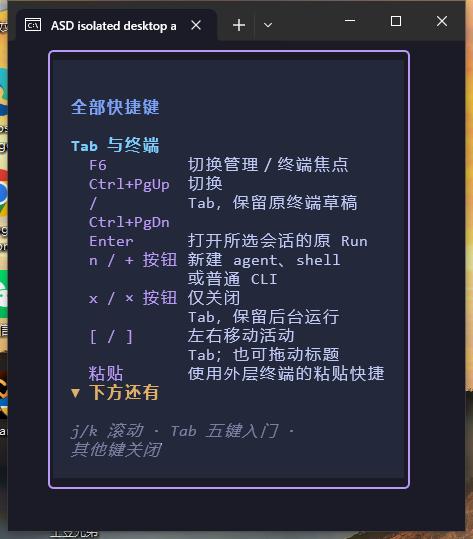 ASD isolated desktop a
全部快捷键
Tab 与终端
F6 切换管理 / 终端焦点
Ctrl+PgUp 切换
/ Tab, 保留原终端草稿
Ctrl+PgDn
Enter 打开所选会话的原 Run
n / + 按钮 新建 agent、shell
或普通 CLI
x / × 按钮 仅关闭
Tab, 保留后台运行
[ / ] 左右移动活动
Tab; 也可拖动标题
粘贴 使用外层终端的粘贴快捷
▼ 下方还有
j/k 滚动 · Tab 五键入门 ·
其他键关闭